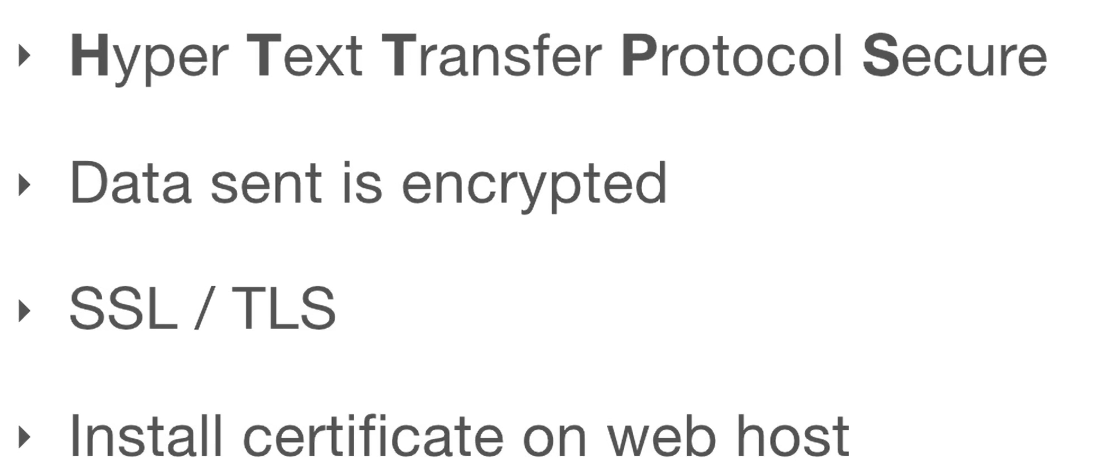 ‣ Hyper Text Transfer Protocol Secure
‣ Data sent is encrypted
‣ SSL / TLS
‣ Install certificate on web host